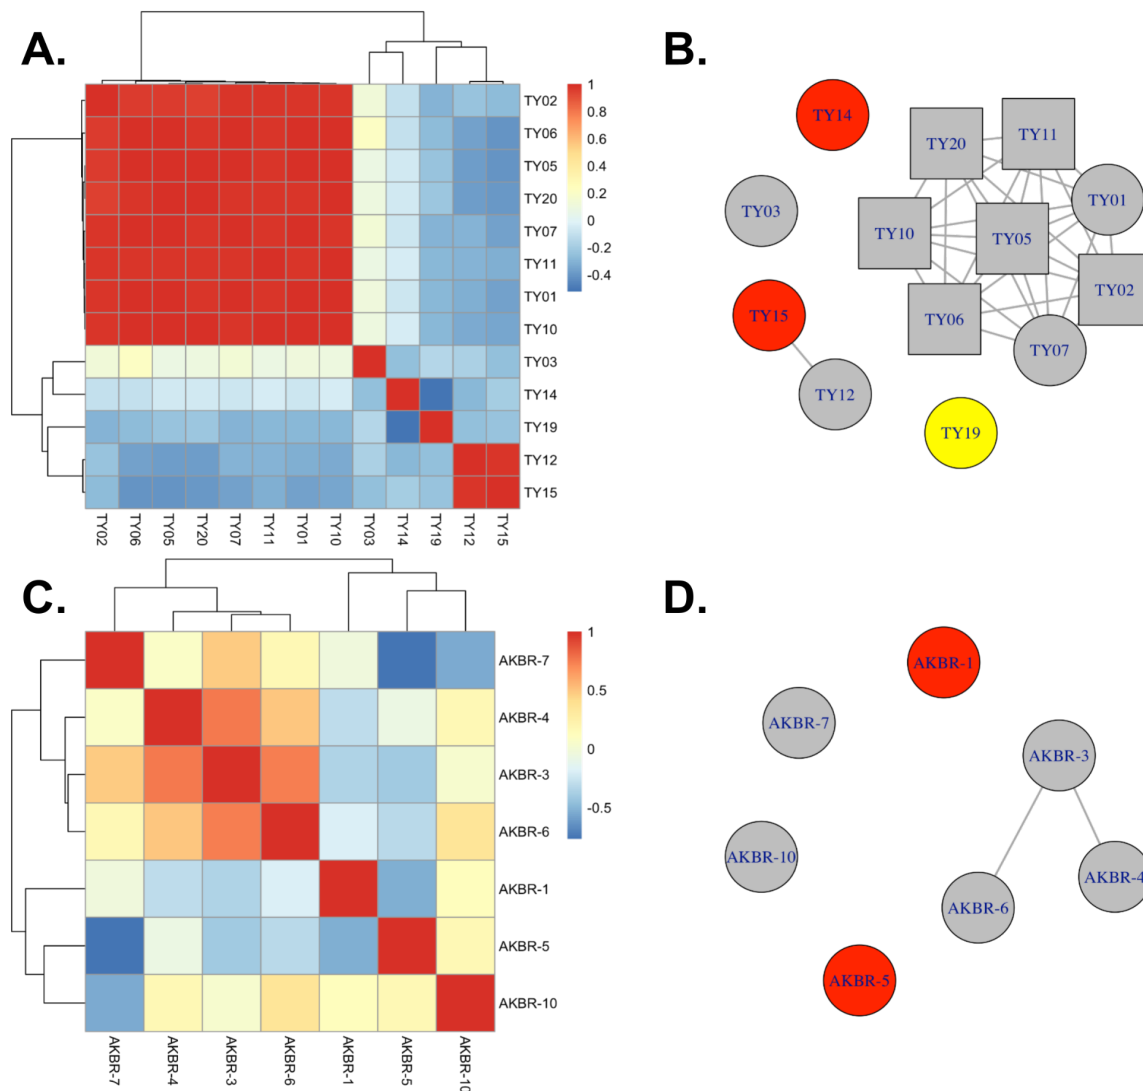 A.
1
0.8
0.6
0.4
0.2
0
-0.2
-0.4
TY02
TY06
TY05
TY20
TY07
TY11
TY01
TY10
TY03
TY14
TY19
TY12
TY15
TY02
TY06
TY05
TY20
TY07
TY11
TY01
TY10
TY03
TY14
TY19
TY12
TY15
B.
TY14
TY20
TY11
TY03
TY01
TY10
TY05
TY02
TY15
TY06
TY07
TY12
TY19
C.
1
0.5
0
-0.5
AKBR-7
AKBR-4
AKBR-3
AKBR-6
AKBR-1
AKBR-5
AKBR-10
AKBR-7
AKBR-4
AKBR-3
AKBR-6
AKBR-1
AKBR-5
AKBR-10
D.
AKBR-1
AKBR-7
AKBR-3
AKBR-10
AKBR-4
AKBR-6
AKBR-5